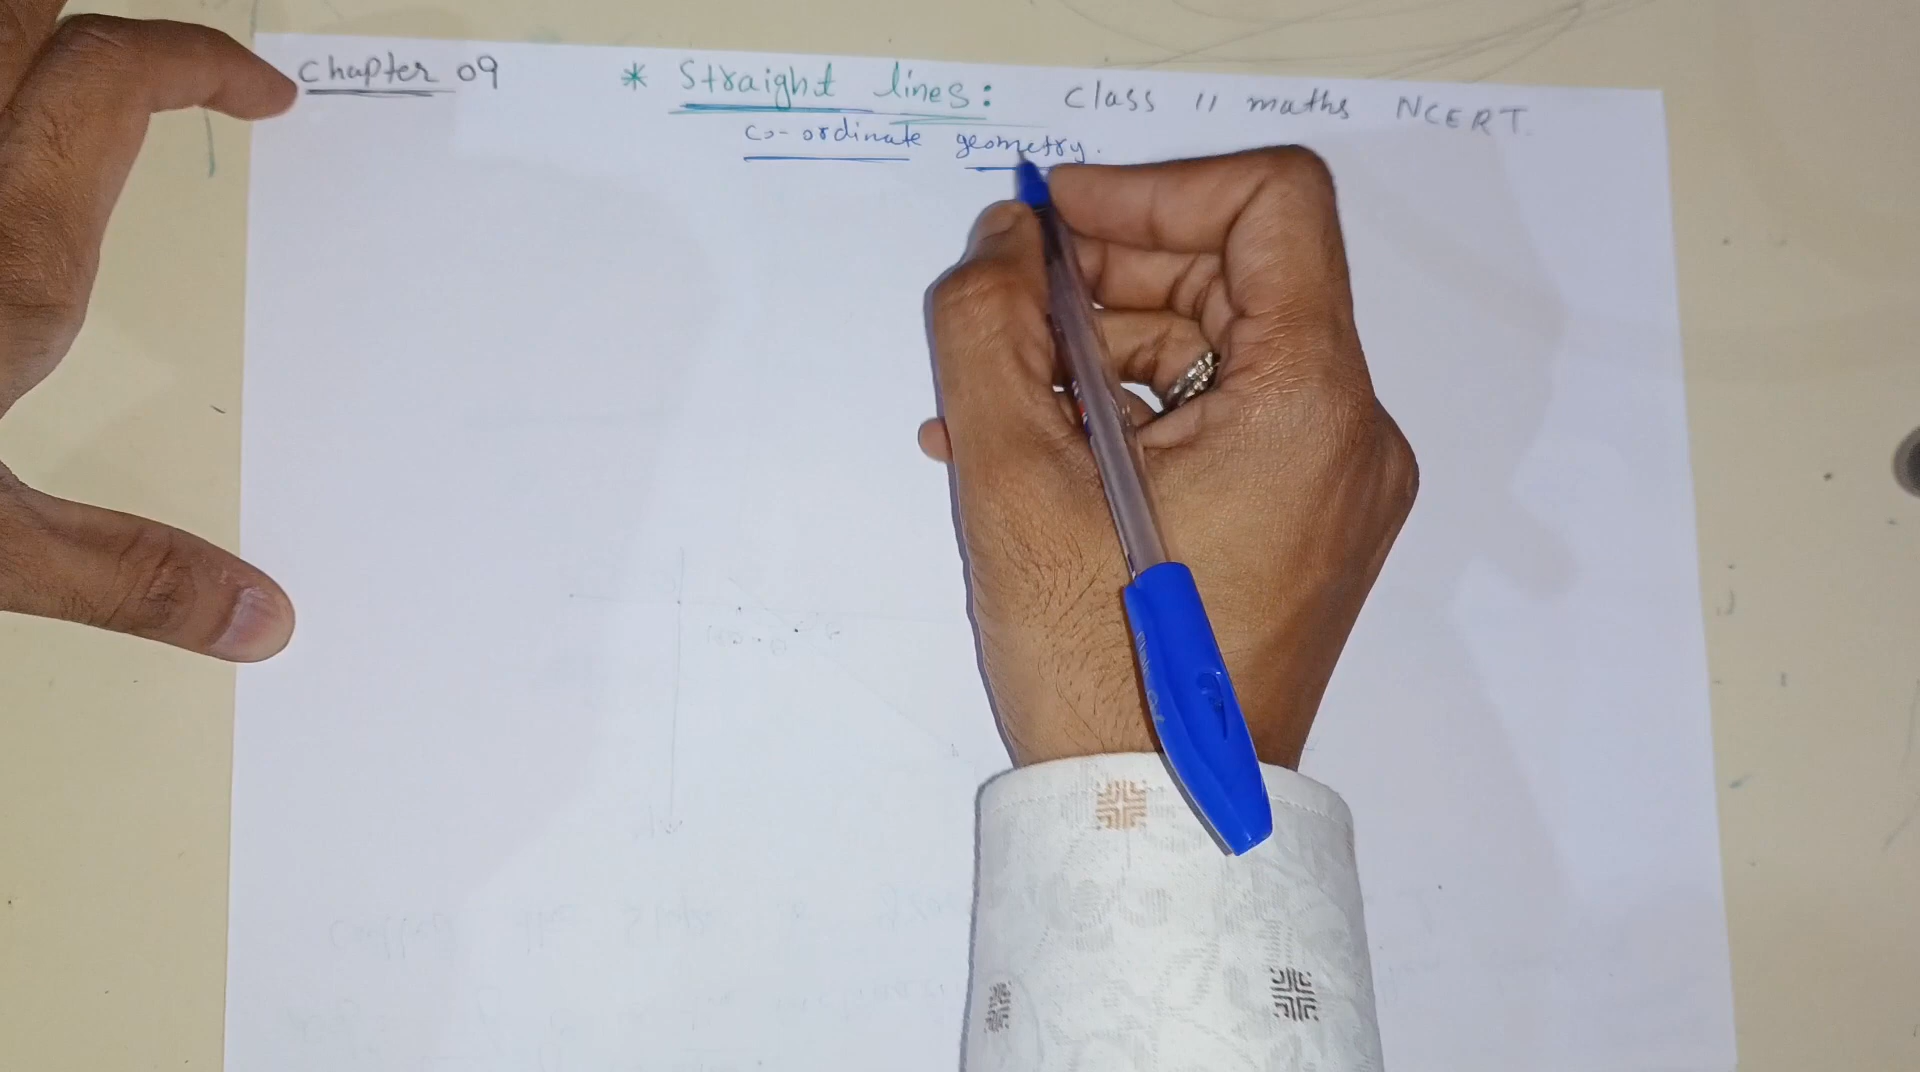 Chapter 09 * Straight lines: Class 11 maths NCERT.
Co-ordinate geometry.